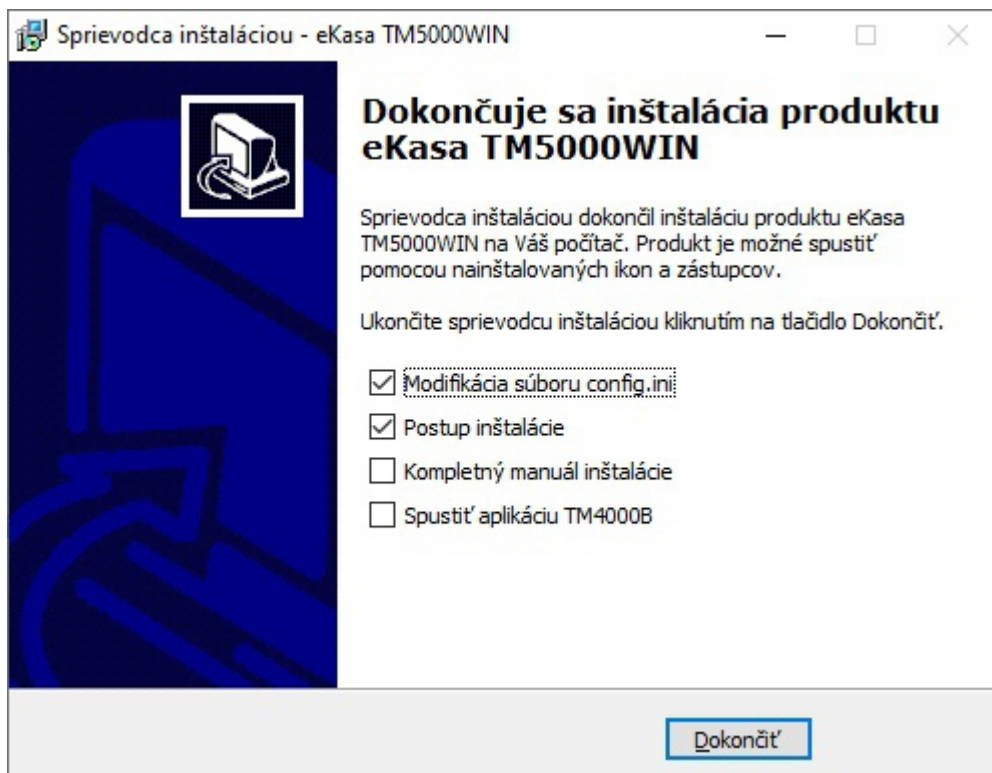 Sprievodca inštaláciou - eKasa TM5000WIN
Dokončuje sa inštalácia produktu
eKasa TM5000WIN
Sprievodca inštaláciou dokončil inštaláciu produktu eKasa
TM5000WIN na Váš počítač. Produkt je možné spustiť
pomocou nainštalovaných ikon a zástupcov.
Ukončite sprievodcu inštaláciou kliknutím na tlačidlo Dokončiť.
Modifikácia súboru config.ini
Postup inštalácie
Kompletný manuál inštalácie
Spustiť aplikáciu TM4000B
Dokončiť